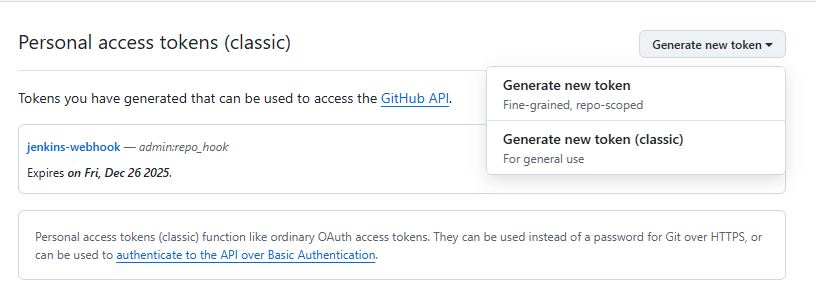 Personal access tokens (classic)
Generate new token
Generate new token
Fine-grained, repo-scoped
Generate new token (classic)
For general use
Tokens you have generated that can be used to access the GitHub API.
jenkins-webhook — admin:repo_hook
Expires on Fri, Dec 26 2025.
Personal access tokens (classic) function like ordinary OAuth access tokens. They can be used instead of a password for Git over HTTPS, or
can be used to authenticate to the API over Basic Authentication.